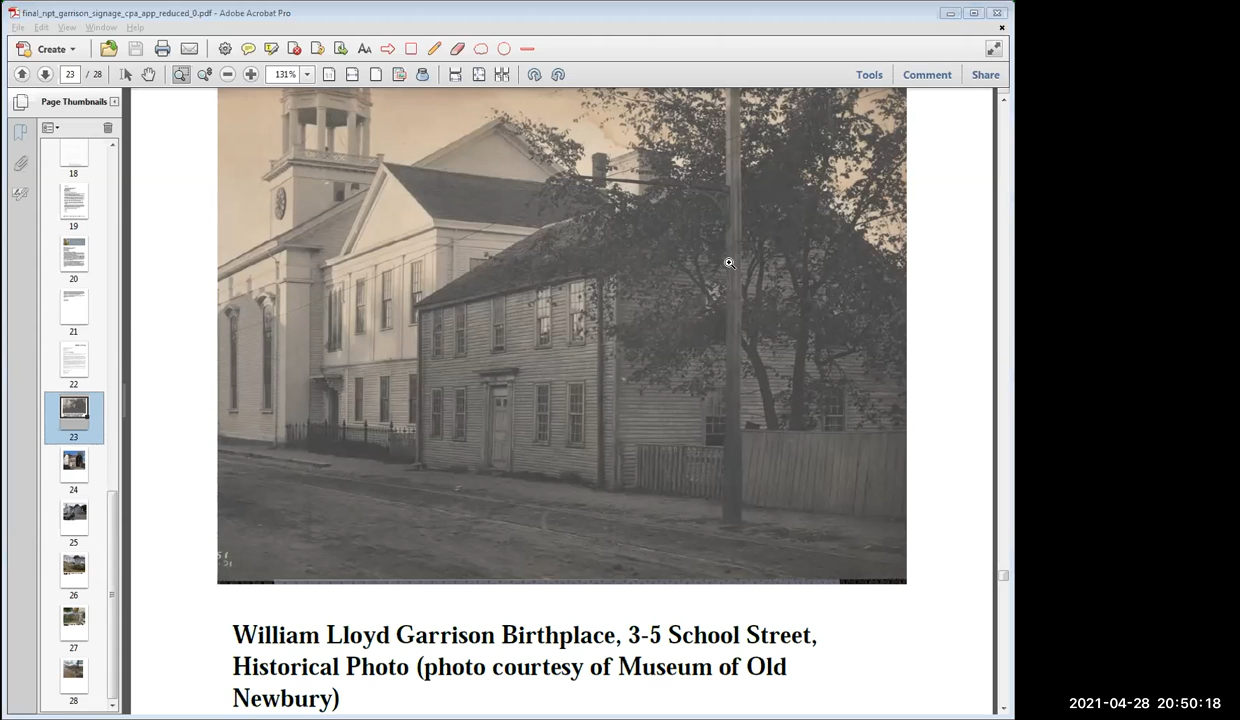 final_npt_garrison_signage_cpa_app_reduced_0.pdf - Adobe Acrobat Pro
File Edit View Window Help
Create
23 / 28 131% Tools Comment Share
Page Thumbnails
18
19
20
21
22
23
24
25
26
27
28
William Lloyd Garrison Birthplace, 3-5 School Street,
Historical Photo (photo courtesy of Museum of Old
Newbury)
2021-04-28 20:50:18